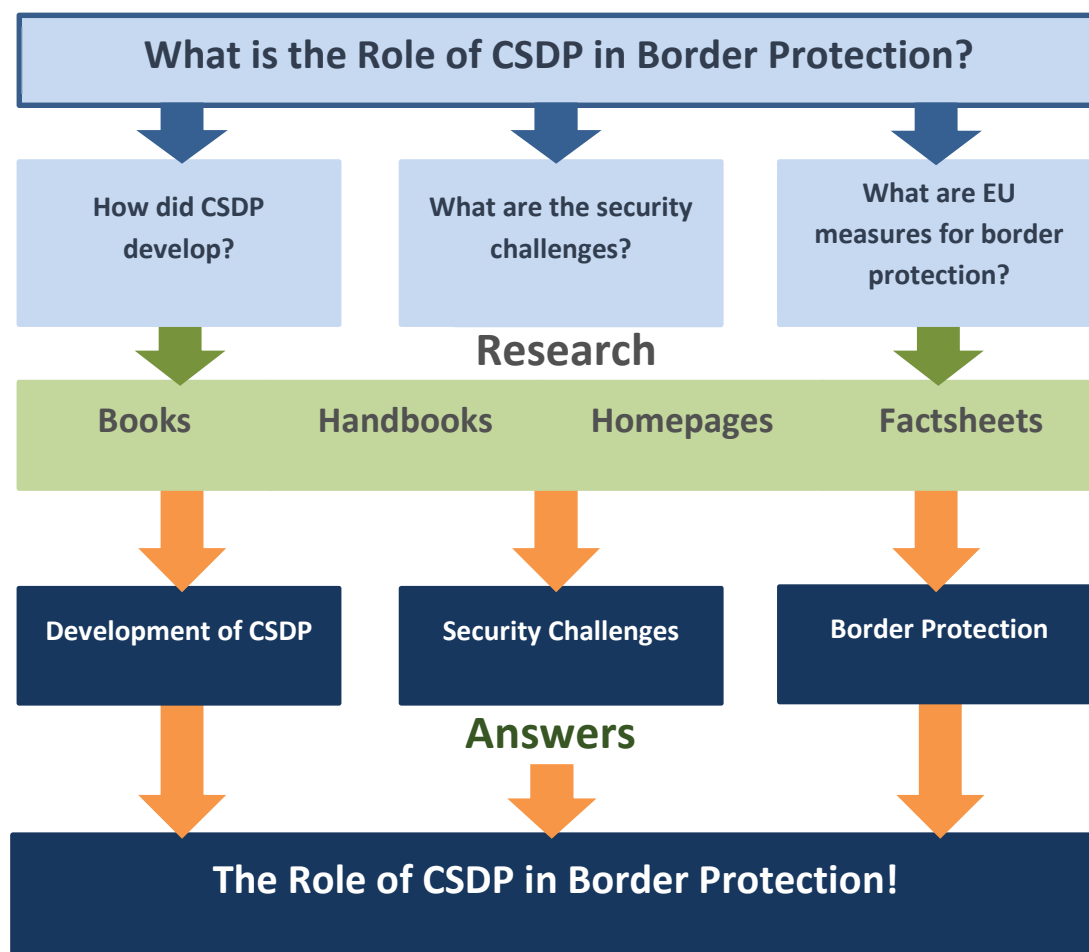 What is the Role of CSDP in Border Protection?
How did CSDP
develop?
What are the security
challenges?
What are EU
measures for border
protection?
Research
Books
Handbooks
Homepages
Factsheets
Development of CSDP
Security Challenges
Border Protection
Answers
The Role of CSDP in Border Protection!